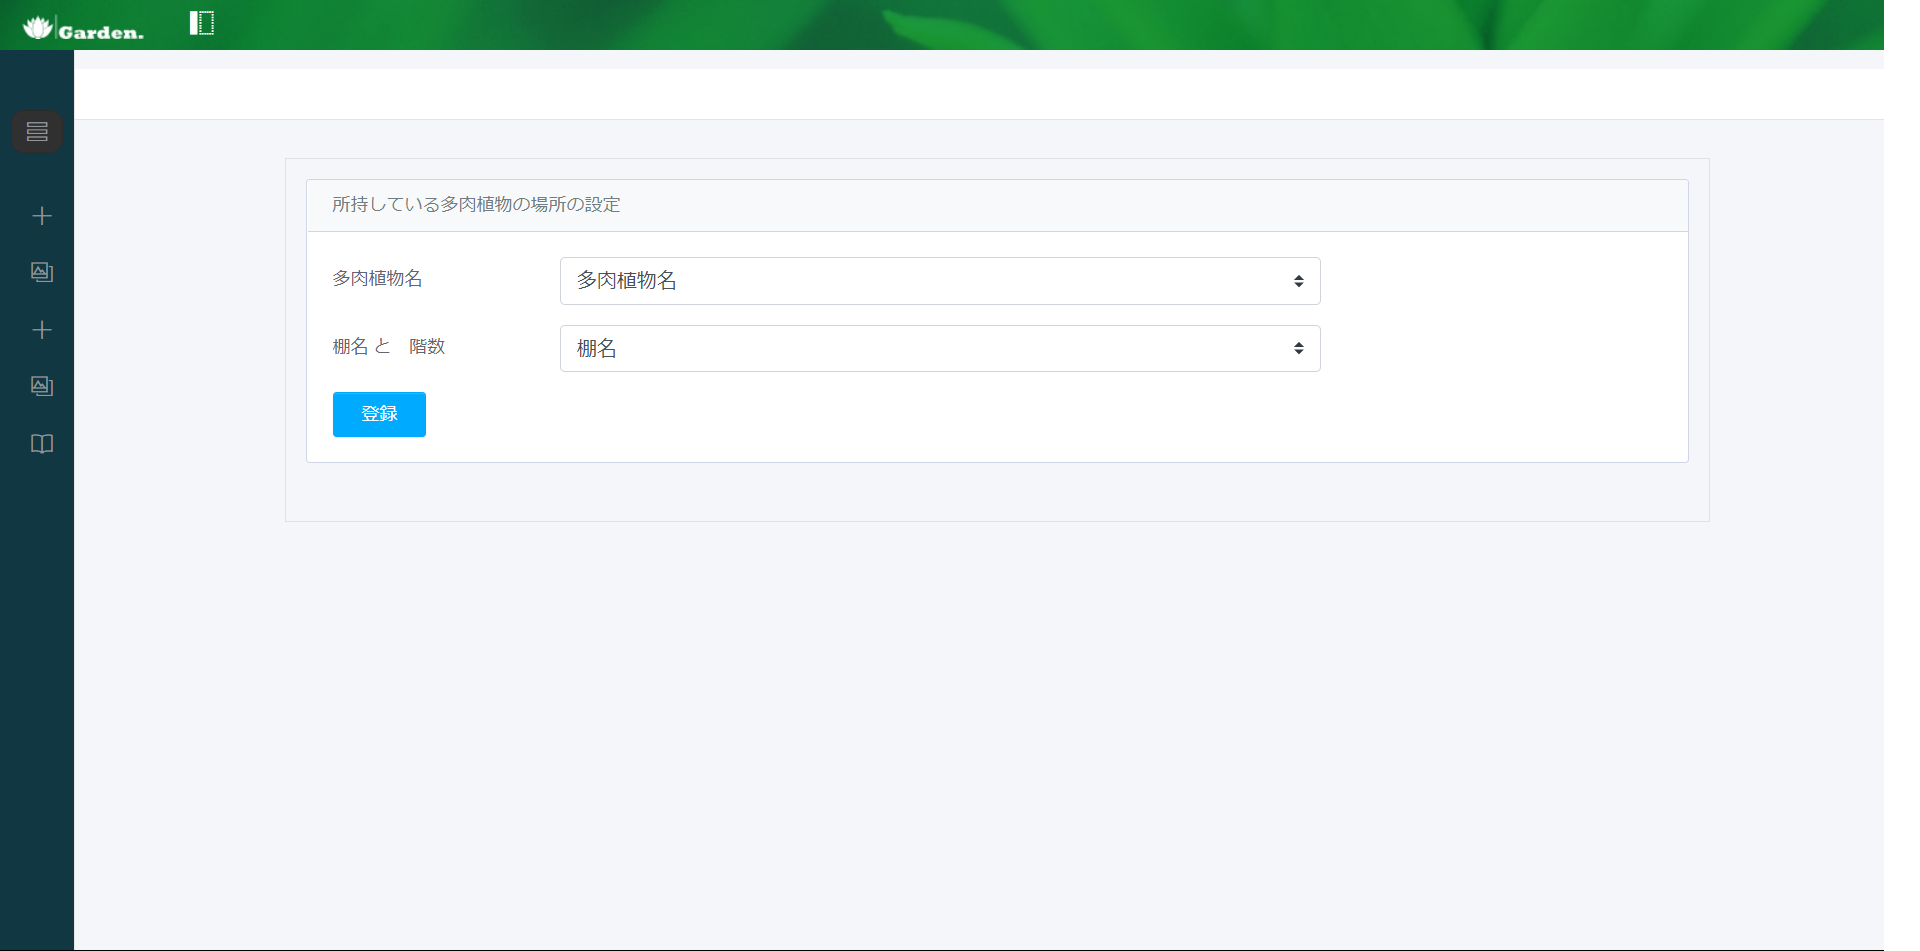 Garden.
所持している多肉植物の場所の設定
多肉植物名 多肉植物名
棚名 と　階数 棚名
登録